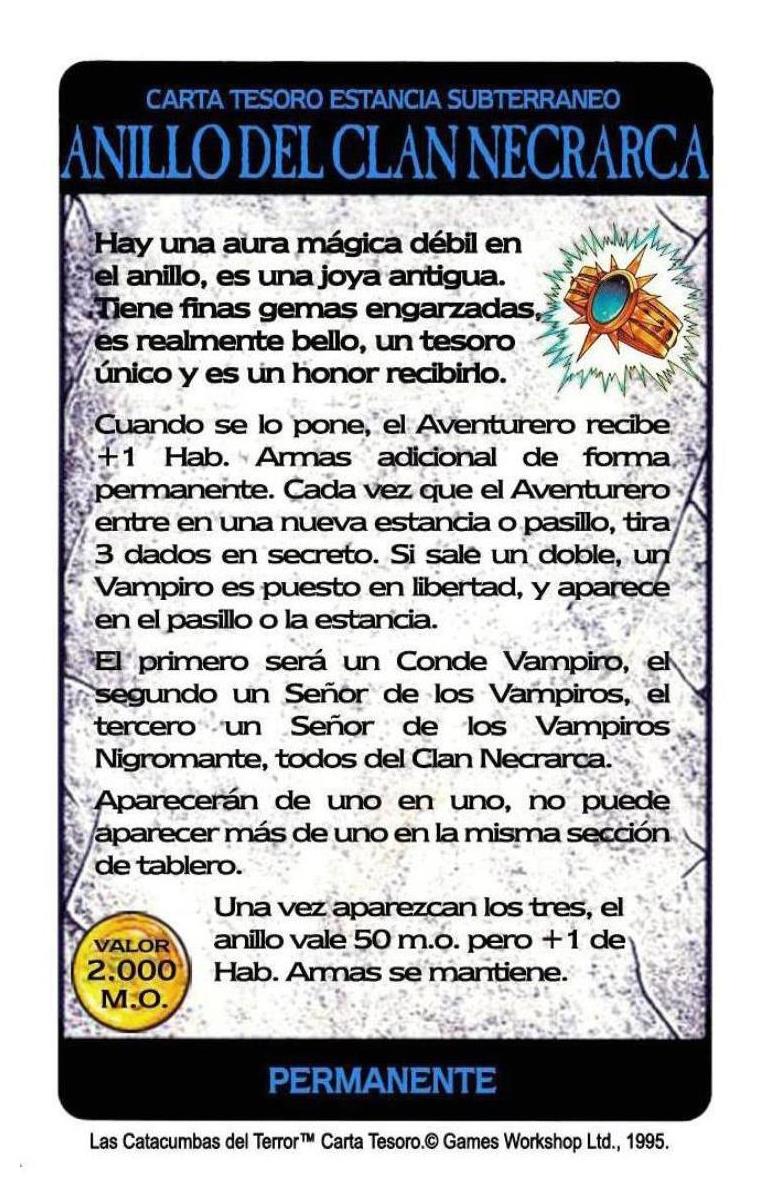 CARTA TESORO ESTANCIA SUBTERRANEO
ANILLO DEL CLAN NECRARCA
Hay una aura mágica débil en
el anillo, es una joya antigua.
Tiene finas gemas engarzadas,
es realmente bello, un tesoro
único y es un honor recibirlo.
Cuando se lo pone, el Aventurero recibe
+1 Hab. Armas adicional de forma
permanente. Cada vez que el Aventurero
entre en una nueva estancia o pasillo, tira
3 dados en secreto. Si sale un doble, un
Vampiro es puesto en libertad, y aparece
en el pasillo o la estancia.
El primero será un Conde Vampiro, el
segundo un Señor de los Vampiros, el
tercero un Señor de los Vampiros
Nigromante, todos del Clan Necrarca.
Aparecerán de uno en uno, no puede
aparecer más de uno en la misma sección
de tablero.
Una vez aparezcan los tres, el
anillo vale 50 m.o. pero +1 de
Hab. Armas se mantiene.
VALOR
2.000
M.O.
PERMANENTE
Las Catacumbas del Terror™ Carta Tesoro.© Games Workshop Ltd., 1995.